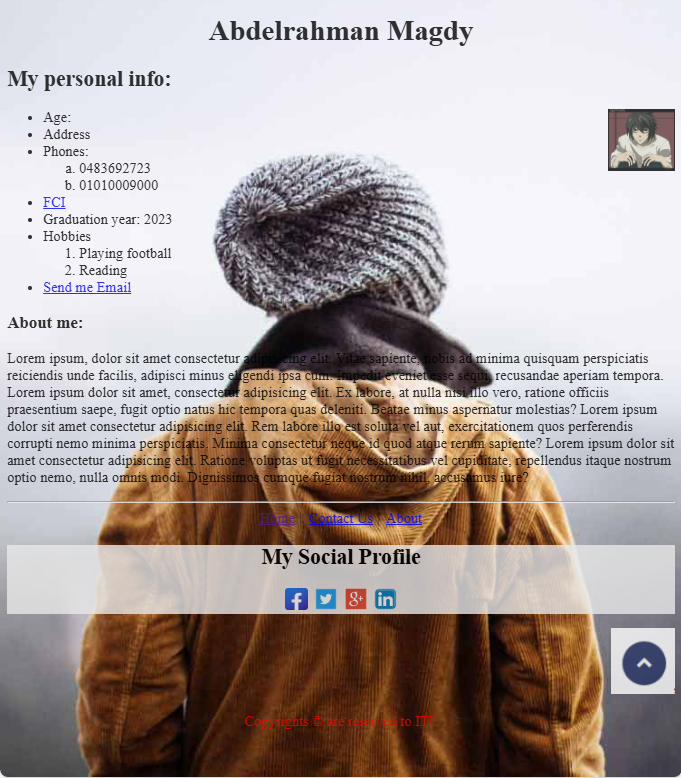 Abdelrahman Magdy
My personal info:
• Age:
• Address
• Phones:
a. 0483692723
b. 01010009000
• FCI
• Graduation year: 2023
• Hobbies
1. Playing football
2. Reading
• Send me Email
About me:
Lorem ipsum, dolor sit amet consectetur adipisicing elit. Vitae sapiente, nobis ad minima quisquam perspiciatis
reiciendis unde facilis, adipisci minus eligendi ipsa cum. Impedit eveniet esse sequi, recusandae aperiam tempora.
Lorem ipsum dolor sit amet, consectetur adipisicing elit. Ex labore, at nulla nisi illo vero, ratione officiis
praesentium saepe, fugit optio natus hic tempora quas deleniti. Beatae minus aspernatur molestias? Lorem ipsum
dolor sit amet consectetur adipisicing elit. Rem labore illo est soluta vel aut, exercitationem quos perferendis
corrupti nemo minima perspiciatis. Minima consectetur neque id quod atque rerum sapiente? Lorem ipsum dolor sit
amet consectetur adipisicing elit. Ratione voluptas ut fugit necessitatibus vel cupiditate, repellendus itaque nostrum
optio nemo, nulla omnis modi. Dignissimos cumque fugiat nostrum nihil, accusamus iure?
Home | Contact Us | About
My Social Profile
f g+ in
Copyrights © are reserved to ITI